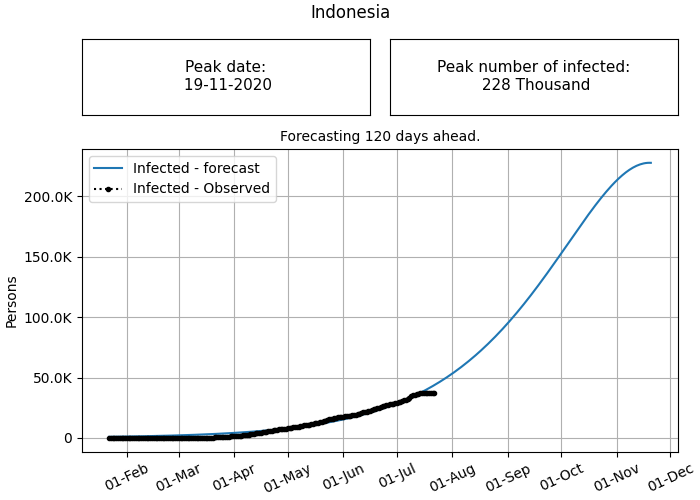 Indonesia
Peak date:
19-11-2020
Peak number of infected:
228 Thousand
Forecasting 120 days ahead.
Infected - forecast
Infected - Observed
Persons
200.0K
150.0K
100.0K
50.0K
0
01-Feb
01-Mar
01-Apr
01-May
01-Jun
01-Jul
01-Aug
01-Sep
01-Oct
01-Nov
01-Dec